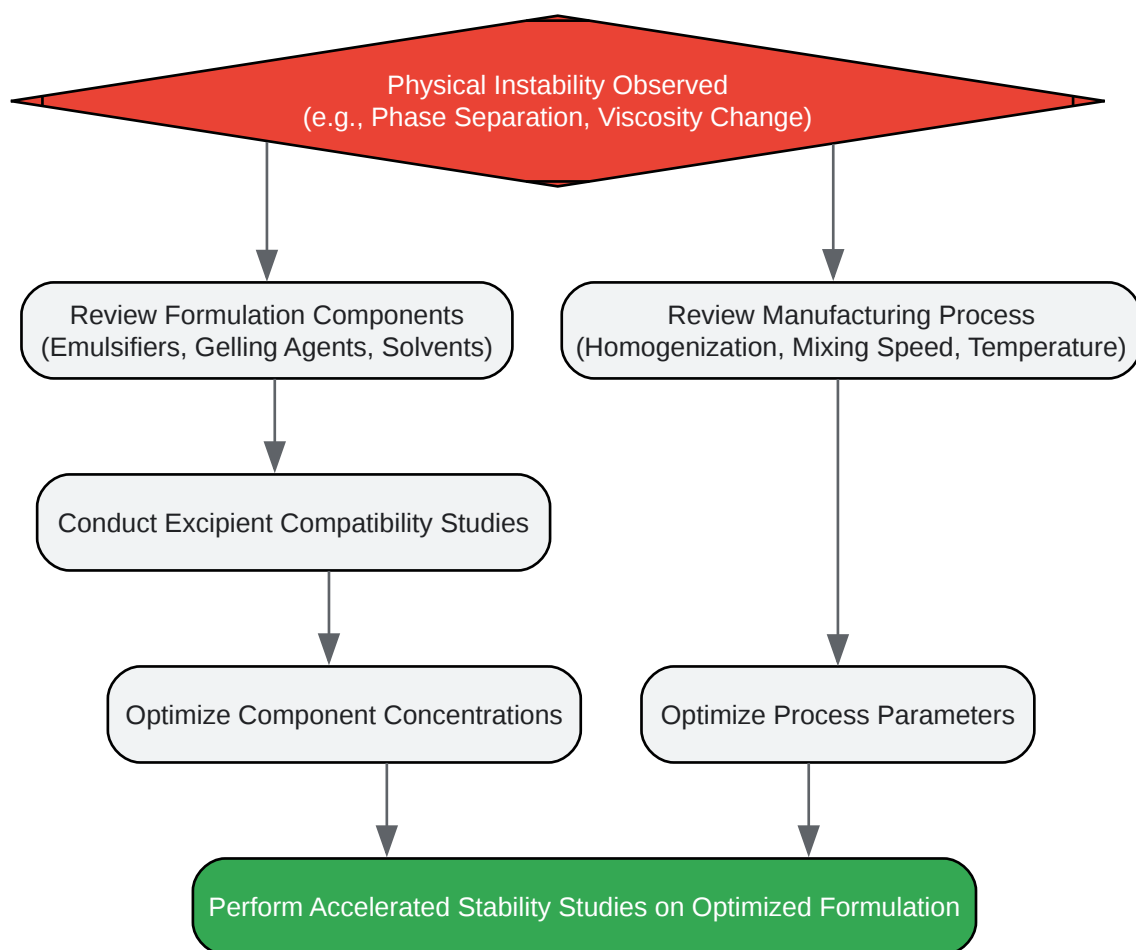 Physical Instability Observed
(e.g., Phase Separation, Viscosity Change)
Review Formulation Components
(Emulsifiers, Gelling Agents, Solvents)
Review Manufacturing Process
(Homogenization, Mixing Speed, Temperature)
Conduct Excipient Compatibility Studies
Optimize Component Concentrations
Optimize Process Parameters
Perform Accelerated Stability Studies on Optimized Formulation